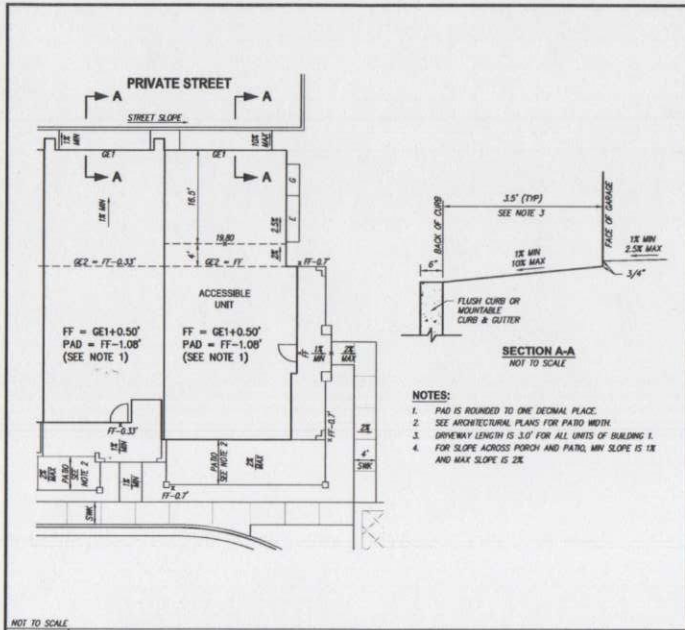 PRIVATE STREET
A
A
STREET SLOPE
1% MIN
10% MAX
GE1
GE1
A
A
1% MIN
16.5'
G
E
2.5%
19.80
4'
2%
GE2 = FF-0.33'
GE2 = FF
FF-0.7'
ACCESSIBLE
UNIT
FF = GE1+0.50'
PAD = FF-1.08'
(SEE NOTE 1)
FF = GE1+0.50'
PAD = FF-1.08'
(SEE NOTE 1)
FF
1% MIN
2% MAX
FF-0.33'
1% MIN
FF-0.7'
2%
2% MAX
PATIO
SEE NOTE 2
1% MIN
PATIO
SEE NOTE 2
2% MAX
4'
SWK
FF-0.7'
SWK
BACK OF CURB
3.5' (TYP)
SEE NOTE 3
FACE OF GARAGE
6"
1% MIN
10% MAX
1% MIN
2.5% MAX
3/4"
FLUSH CURB OR
MOUNTABLE
CURB & GUTTER
SECTION A-A
NOT TO SCALE
NOTES:
1. PAD IS ROUNDED TO ONE DECIMAL PLACE.
2. SEE ARCHITECTURAL PLANS FOR PATIO WIDTH.
3. DRIVEWAY LENGTH IS 3.0' FOR ALL UNITS OF BUILDING 1.
4. FOR SLOPE ACROSS PORCH AND PATIO, MIN SLOPE IS 1%
AND MAX SLOPE IS 2%
NOT TO SCALE